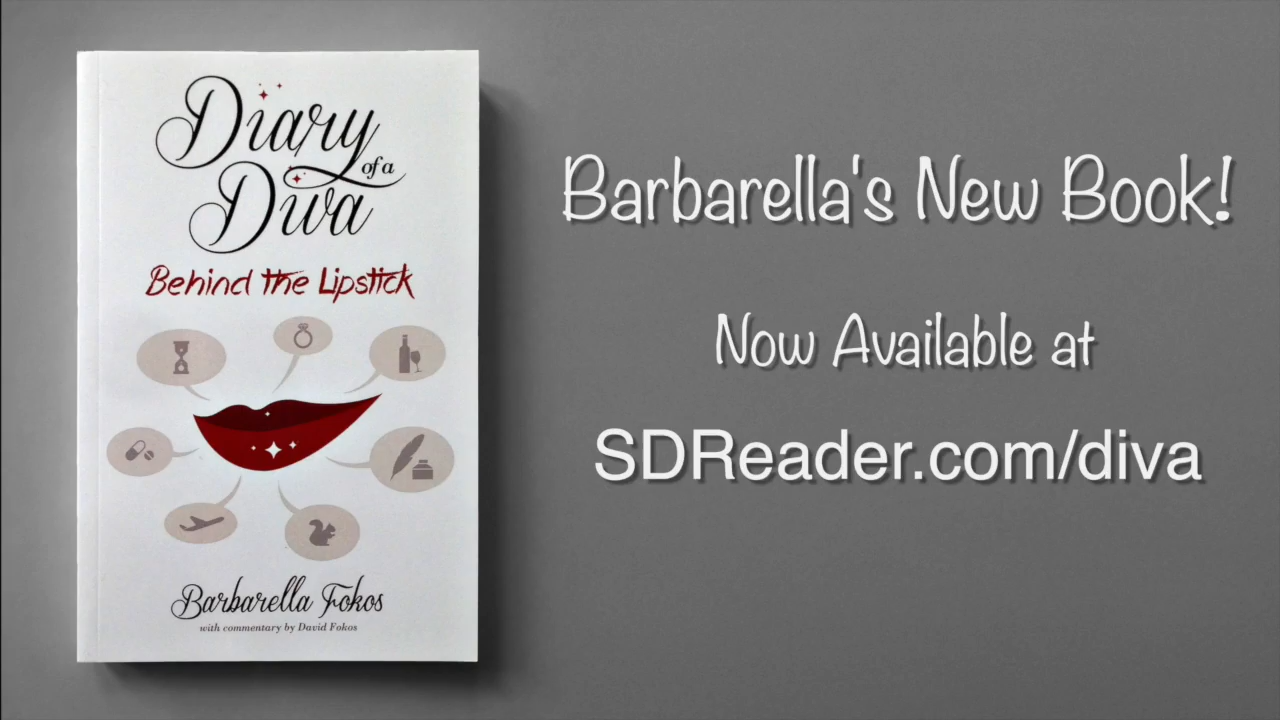 Diary
of a
Diva
Behind the Lipstick
Barbarella Fokos
with commentary by David Fokos
Barbarella's New Book!
Now Available at
SDReader.com/diva